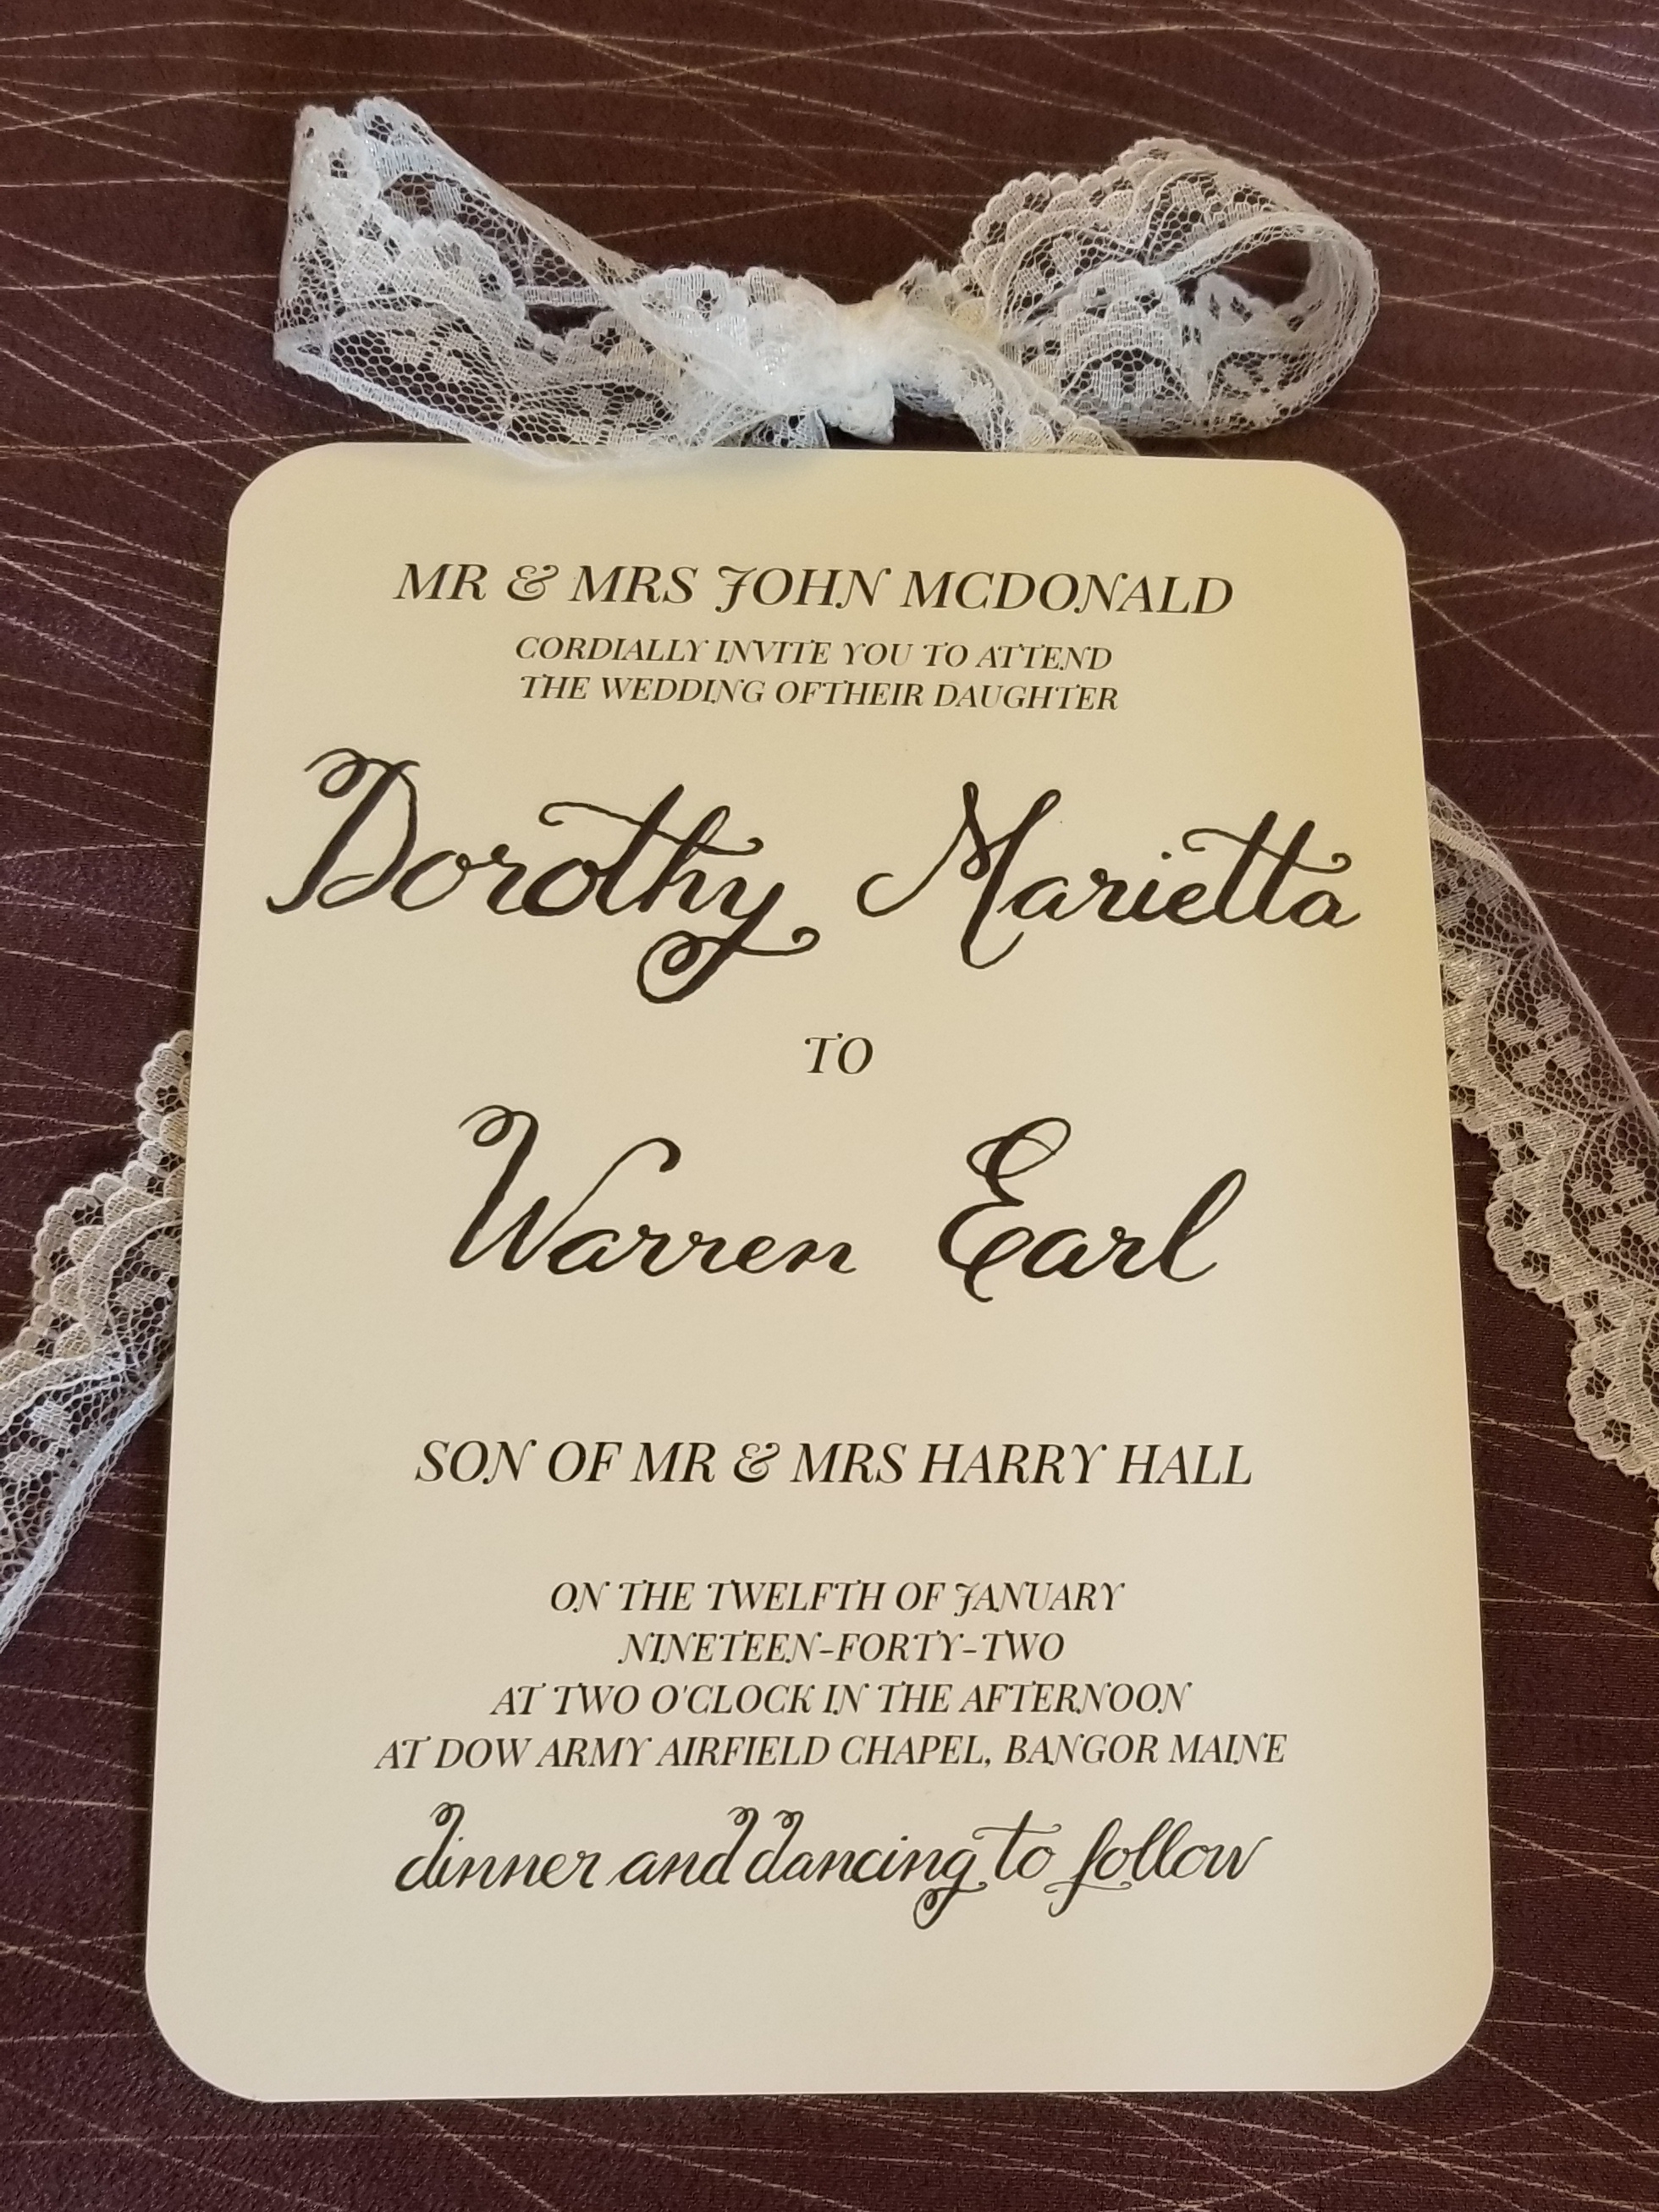 MR & MRS JOHN MCDONALD
CORDIALLY INVITE YOU TO ATTEND
THE WEDDING OFTHEIR DAUGHTER
Dorothy Marietta
TO
Warren Earl
SON OF MR & MRS HARRY HALL
ON THE TWELFTH OF JANUARY
NINETEEN-FORTY-TWO
AT TWO O'CLOCK IN THE AFTERNOON
AT DOW ARMY AIRFIELD CHAPEL, BANGOR MAINE
dinner and dancing to follow